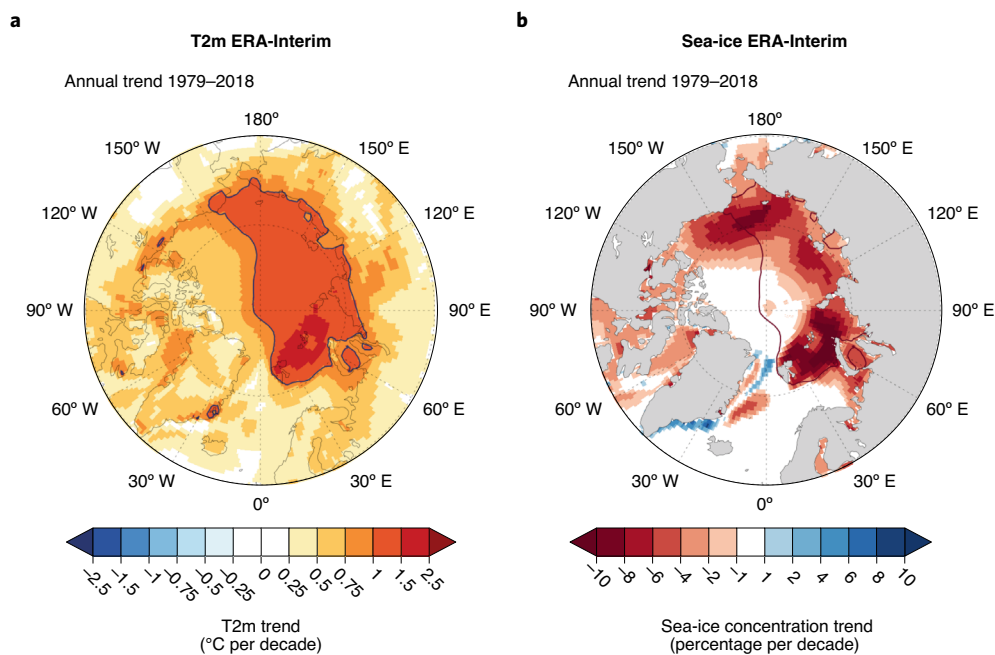 a
T2m ERA-Interim
Annual trend 1979–2018
180°
150° W
150° E
120° W
120° E
90° W
90° E
60° W
60° E
30° W
30° E
0°
–2.5
–1.5
–1
–0.75
–0.5
–0.25
0
0.25
0.5
0.75
1
1.5
2.5
T2m trend
(°C per decade)
b
Sea-ice ERA-Interim
Annual trend 1979–2018
180°
150° W
150° E
120° W
120° E
90° W
90° E
60° W
60° E
30° W
30° E
0°
–10
–8
–6
–4
–2
–1
1
2
4
6
8
10
Sea-ice concentration trend
(percentage per decade)